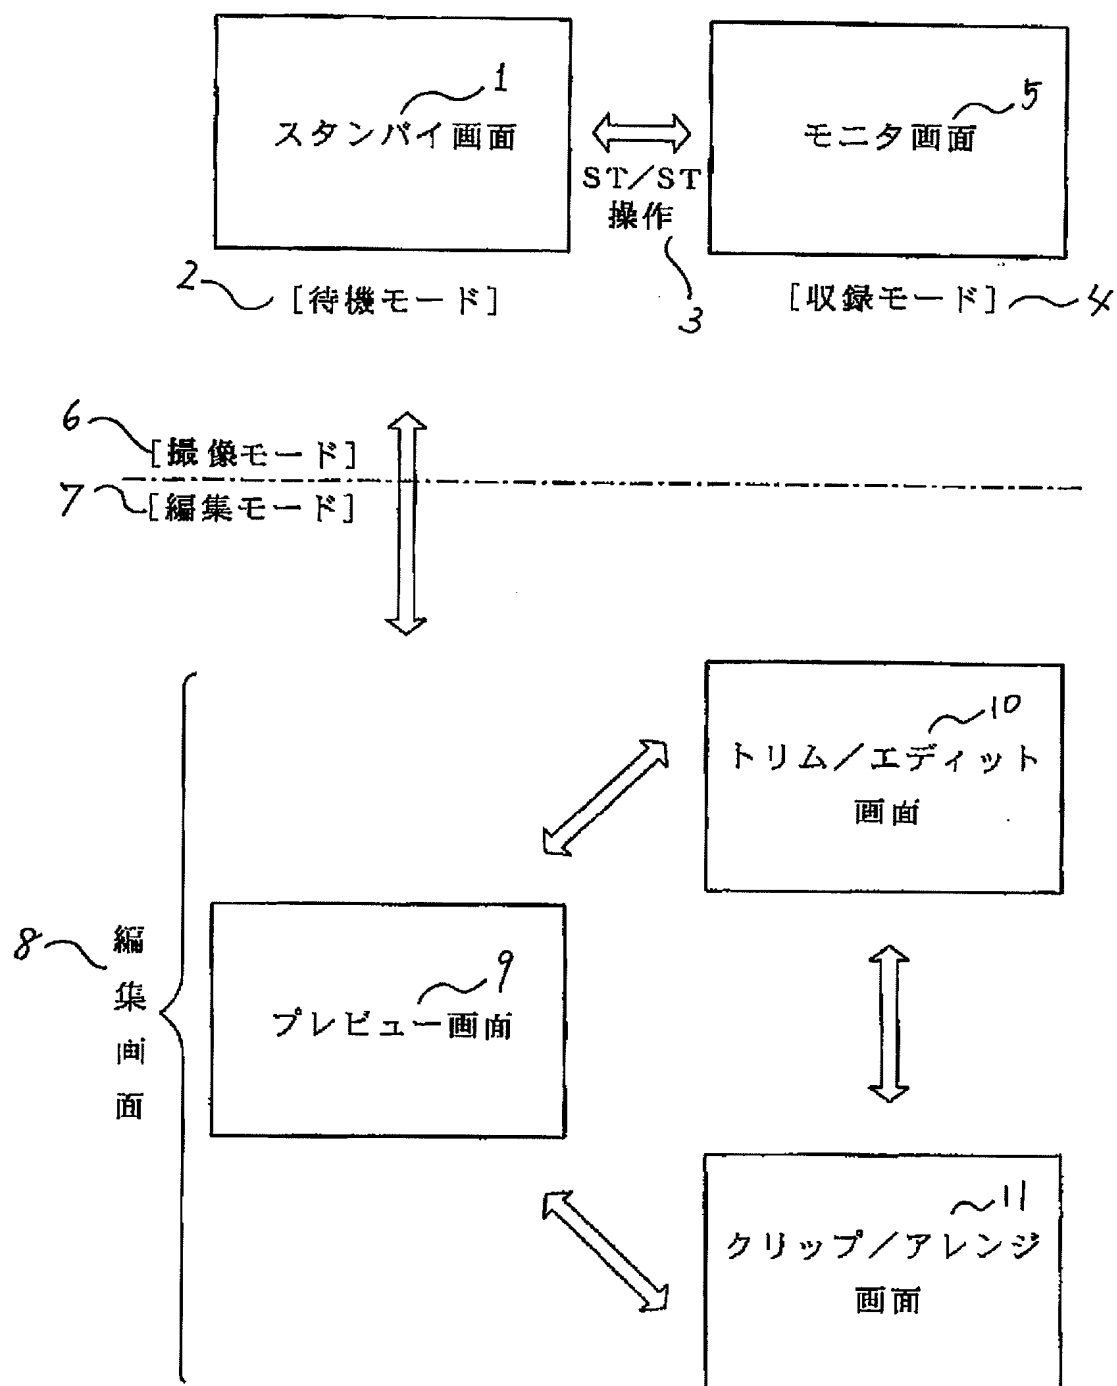 1
スタンバイ画面
5
モニタ画面
ST/ST
操作
2
[待機モード]
3
[収録モード]
4
6
[撮像モード]
7
[編集モード]
10
トリム/エディット
画面
8
編集画面
9
プレビュー画面
11
クリップ/アレンジ
画面